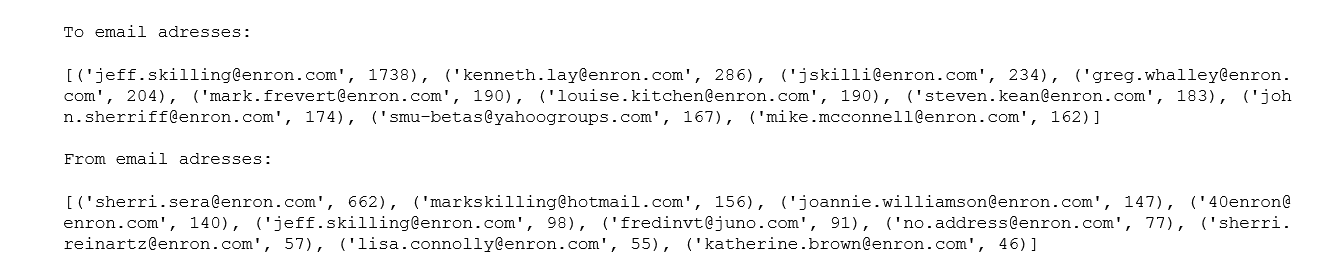 To email adresses:
[('jeff.skilling@enron.com', 1738), ('kenneth.lay@enron.com', 286), ('jskilli@enron.com', 234), ('greg.whalley@enron.
com', 204), ('mark.frevert@enron.com', 190), ('louise.kitchen@enron.com', 190), ('steven.kean@enron.com', 183), ('joh
n.sherriff@enron.com', 174), ('smu-betas@yahoogroups.com', 167), ('mike.mcconnell@enron.com', 162)]
From email adresses:
[('sherri.sera@enron.com', 662), ('markskilling@hotmail.com', 156), ('joannie.williamson@enron.com', 147), ('40enron@
enron.com', 140), ('jeff.skilling@enron.com', 98), ('fredinvt@juno.com', 91), ('no.address@enron.com', 77), ('sherri.
reinartz@enron.com', 57), ('lisa.connolly@enron.com', 55), ('katherine.brown@enron.com', 46)]